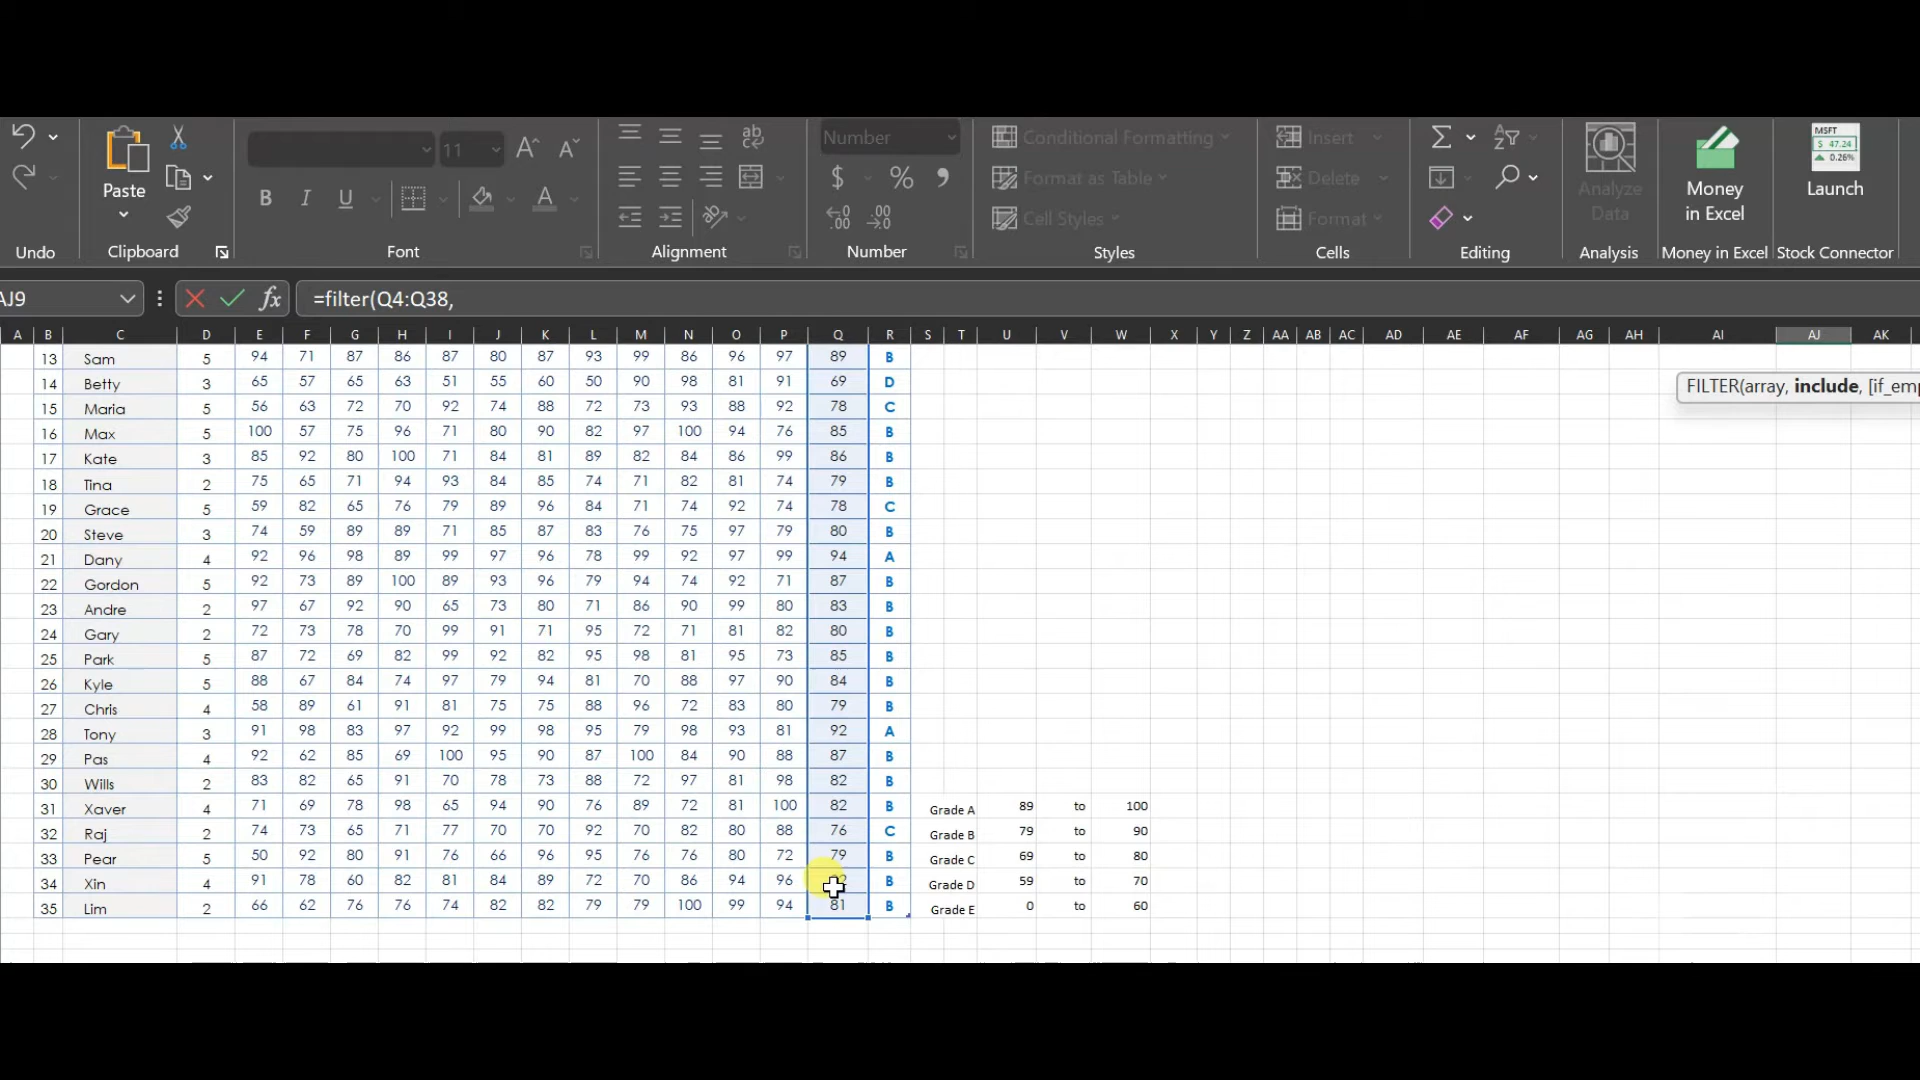 Number
11
ab
Conditional Formatting
Insert
MSFT
$ 47.24
0.26%
Paste
B I U
$ % 
Format as Table
Delete
Analyze
Data
Money
in Excel
Launch
Cell Styles
Format
Undo
Clipboard
Font
Alignment
Number
Styles
Cells
Editing
Analysis
Money in Excel
Stock Connector
AJ9
fx
=filter(Q4:Q38,
A B C D E F G H I J K L M N O P Q R S T U V W X Y Z AA AB AC AD AE AF AG AH AI AJ AK
13 Sam 5 94 71 87 86 87 80 87 93 99 86 96 97 89 B
14 Betty 3 65 57 65 63 51 55 60 50 90 98 81 91 69 D
FILTER(array, include, [if_emp
15 Maria 5 56 63 72 70 92 74 88 72 73 93 88 92 78 C
16 Max 5 100 57 75 96 71 80 90 82 97 100 94 76 85 B
17 Kate 3 85 92 80 100 71 84 81 89 82 84 86 99 86 B
18 Tina 2 75 65 71 94 93 84 85 74 71 82 81 74 79 B
19 Grace 5 59 82 65 76 79 89 96 84 71 74 92 74 78 C
20 Steve 3 74 59 89 89 71 85 87 83 76 75 97 79 80 B
21 Dany 4 92 96 98 89 99 97 96 78 99 92 97 99 94 A
22 Gordon 5 92 73 89 100 89 93 96 79 94 74 92 71 87 B
23 Andre 2 97 67 92 90 65 73 80 71 86 90 99 80 83 B
24 Gary 2 72 73 78 70 99 91 71 95 72 71 81 82 80 B
25 Park 5 87 72 69 82 99 92 82 95 98 81 95 73 85 B
26 Kyle 5 88 67 84 74 97 79 94 81 70 88 97 90 84 B
27 Chris 4 58 89 61 91 81 75 75 88 96 72 83 80 79 B
28 Tony 3 91 98 83 97 92 99 98 95 79 98 93 81 92 A
29 Pas 4 92 62 85 69 100 95 90 87 100 84 90 88 87 B
30 Wills 2 83 82 65 91 70 78 73 88 72 97 81 98 82 B
31 Xaver 4 71 69 78 98 65 94 90 76 89 72 81 100 82 B Grade A 89 to 100
32 Raj 2 74 73 65 71 77 70 70 92 70 82 80 88 76 C Grade B 79 to 90
33 Pear 5 50 92 80 91 76 66 96 95 76 76 80 72 79 B Grade C 69 to 80
34 Xin 4 91 78 60 82 81 84 89 72 70 86 94 96 B Grade D 59 to 70
35 Lim 2 66 62 76 76 74 82 82 79 79 100 99 94 81 B Grade E 0 to 60